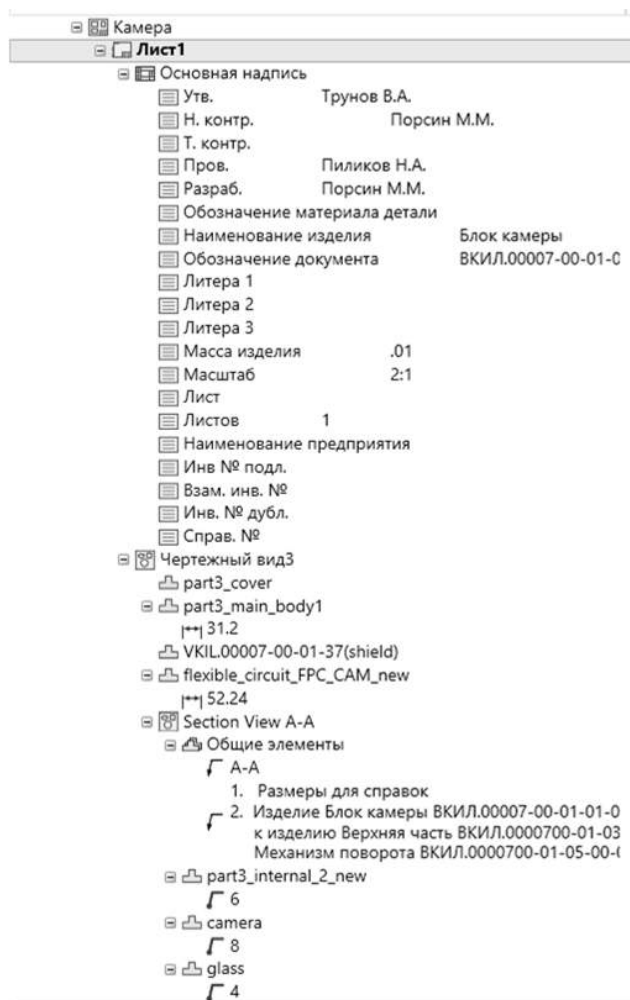 Камера
Лист1
Основная надпись
Утв. Трунов В.А.
Н. контр. Порсин М.М.
Т. контр.
Пров. Пиликов Н.А.
Разраб. Порсин М.М.
Обозначение материала детали
Наименование изделия Блок камеры
Обозначение документа ВКИЛ.00007-00-01-0
Литера 1
Литера 2
Литера 3
Масса изделия .01
Масштаб 2:1
Лист
Листов 1
Наименование предприятия
Инв № подл.
Взам. инв. №
Инв. № дубл.
Справ. №
Чертежный вид3
part3_cover
part3_main_body1
31.2
VKIL.00007-00-01-37(shield)
flexible_circuit_FPC_CAM_new
52.24
Section View A-A
Общие элементы
A-A
1. Размеры для справок
2. Изделие Блок камеры ВКИЛ.00007-00-01-01-0
к изделию Верхняя часть ВКИЛ.0000700-01-03
Механизм поворота ВКИЛ.0000700-01-05-00-(
part3_internal_2_new
6
camera
8
glass
4